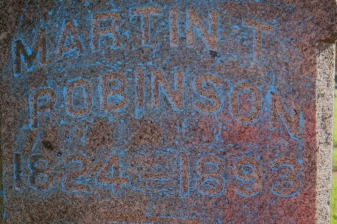 MARTIN T.
ROBINSON
1824-1893